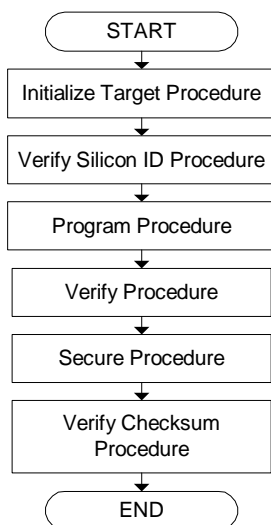 START
Initialize Target Procedure
Verify Silicon ID Procedure
Program Procedure
Verify Procedure
Secure Procedure
Verify Checksum
Procedure
END